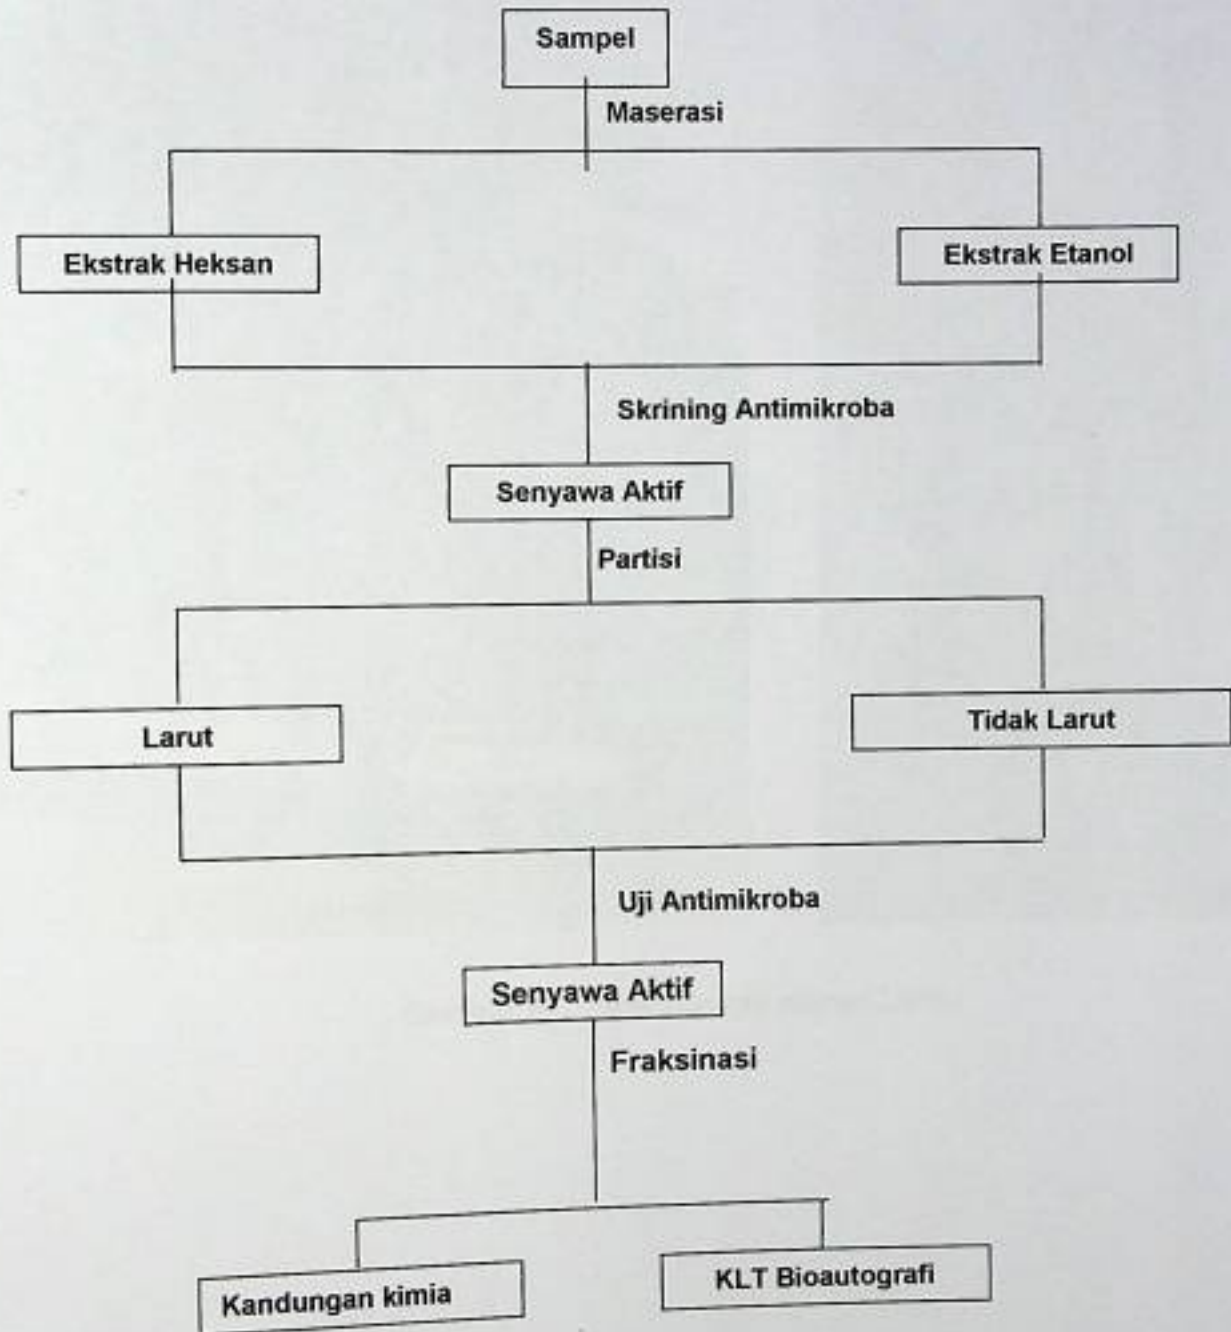 Sampel
Maserasi
Ekstrak Heksan
Ekstrak Etanol
Skrining Antimikroba
Senyawa Aktif
Partisi
Larut
Tidak Larut
Uji Antimikroba
Senyawa Aktif
Fraksinasi
Kandungan kimia
KLT Bioautografi